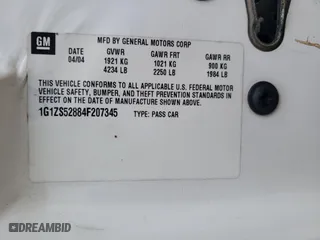 GM
MFD BY GENERAL MOTORS CORP
DATE GVWR GAWR FRT GAWR RR
04/04 1921 KG 1021 KG 900 KG
4234 LB 2250 LB 1984 LB
THIS VEHICLE CONFORMS TO ALL APPLICABLE U.S. FEDERAL MOTOR
VEHICLE SAFETY, BUMPER, AND THEFT PREVENTION STANDARDS IN
EFFECT ON THE DATE OF MANUFACTURE SHOWN ABOVE.
1G1ZS52884F207345 TYPE: PASS CAR
© DREAMBID
DREAMBID.COM